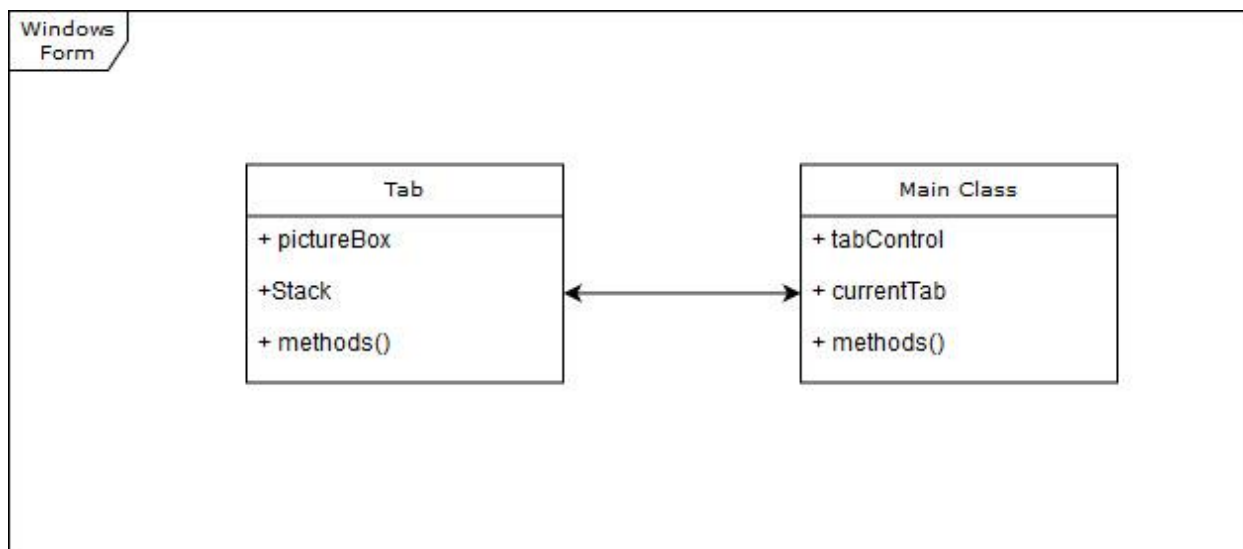 Windows
Form
Tab
+ pictureBox
+Stack
+ methods()
Main Class
+ tabControl
+ currentTab
+ methods()